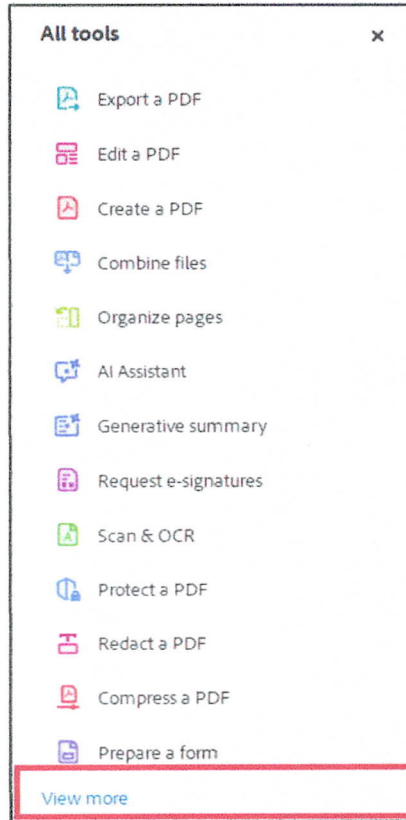 All tools
Export a PDF
Edit a PDF
Create a PDF
Combine files
Organize pages
AI Assistant
Generative summary
Request e-signatures
Scan & OCR
Protect a PDF
Redact a PDF
Compress a PDF
Prepare a form
View more